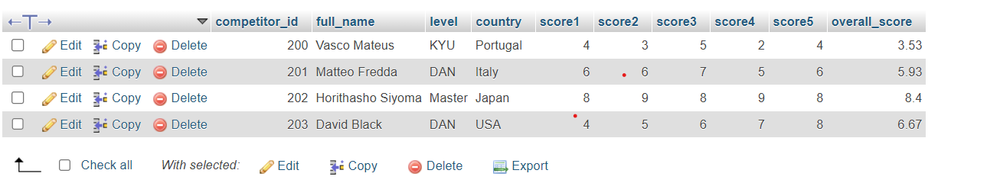 competitor_id full_name level country score1 score2 score3 score4 score5 overall_score
Edit Copy Delete 200 Vasco Mateus KYU Portugal 4 3 5 2 4 3.53
Edit Copy Delete 201 Matteo Fredda DAN Italy 6 6 7 5 6 5.93
Edit Copy Delete 202 Horithasho Siyoma Master Japan 8 9 8 9 8 8.4
Edit Copy Delete 203 David Black DAN USA 4 5 6 7 8 6.67
Check all With selected: Edit Copy Delete Export